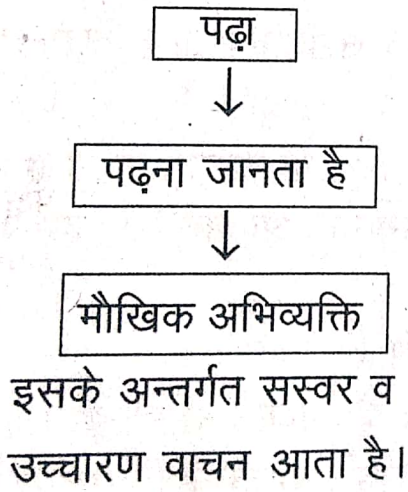 पढ़ा
पढ़ना जानता है
मौखिक अभिव्यक्ति
इसके अन्तर्गत सस्वर व
उच्चारण वाचन आता है।